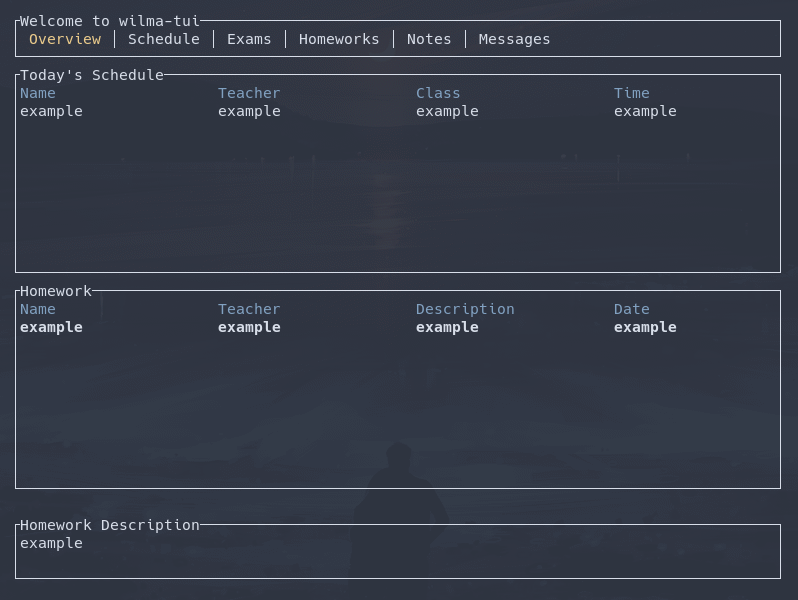 Welcome to wilma-tui
Overview │ Schedule │ Exams │ Homeworks │ Notes │ Messages
Today's Schedule
Name Teacher Class Time
example example example example
Homework
Name Teacher Description Date
example example example example
Homework Description
example